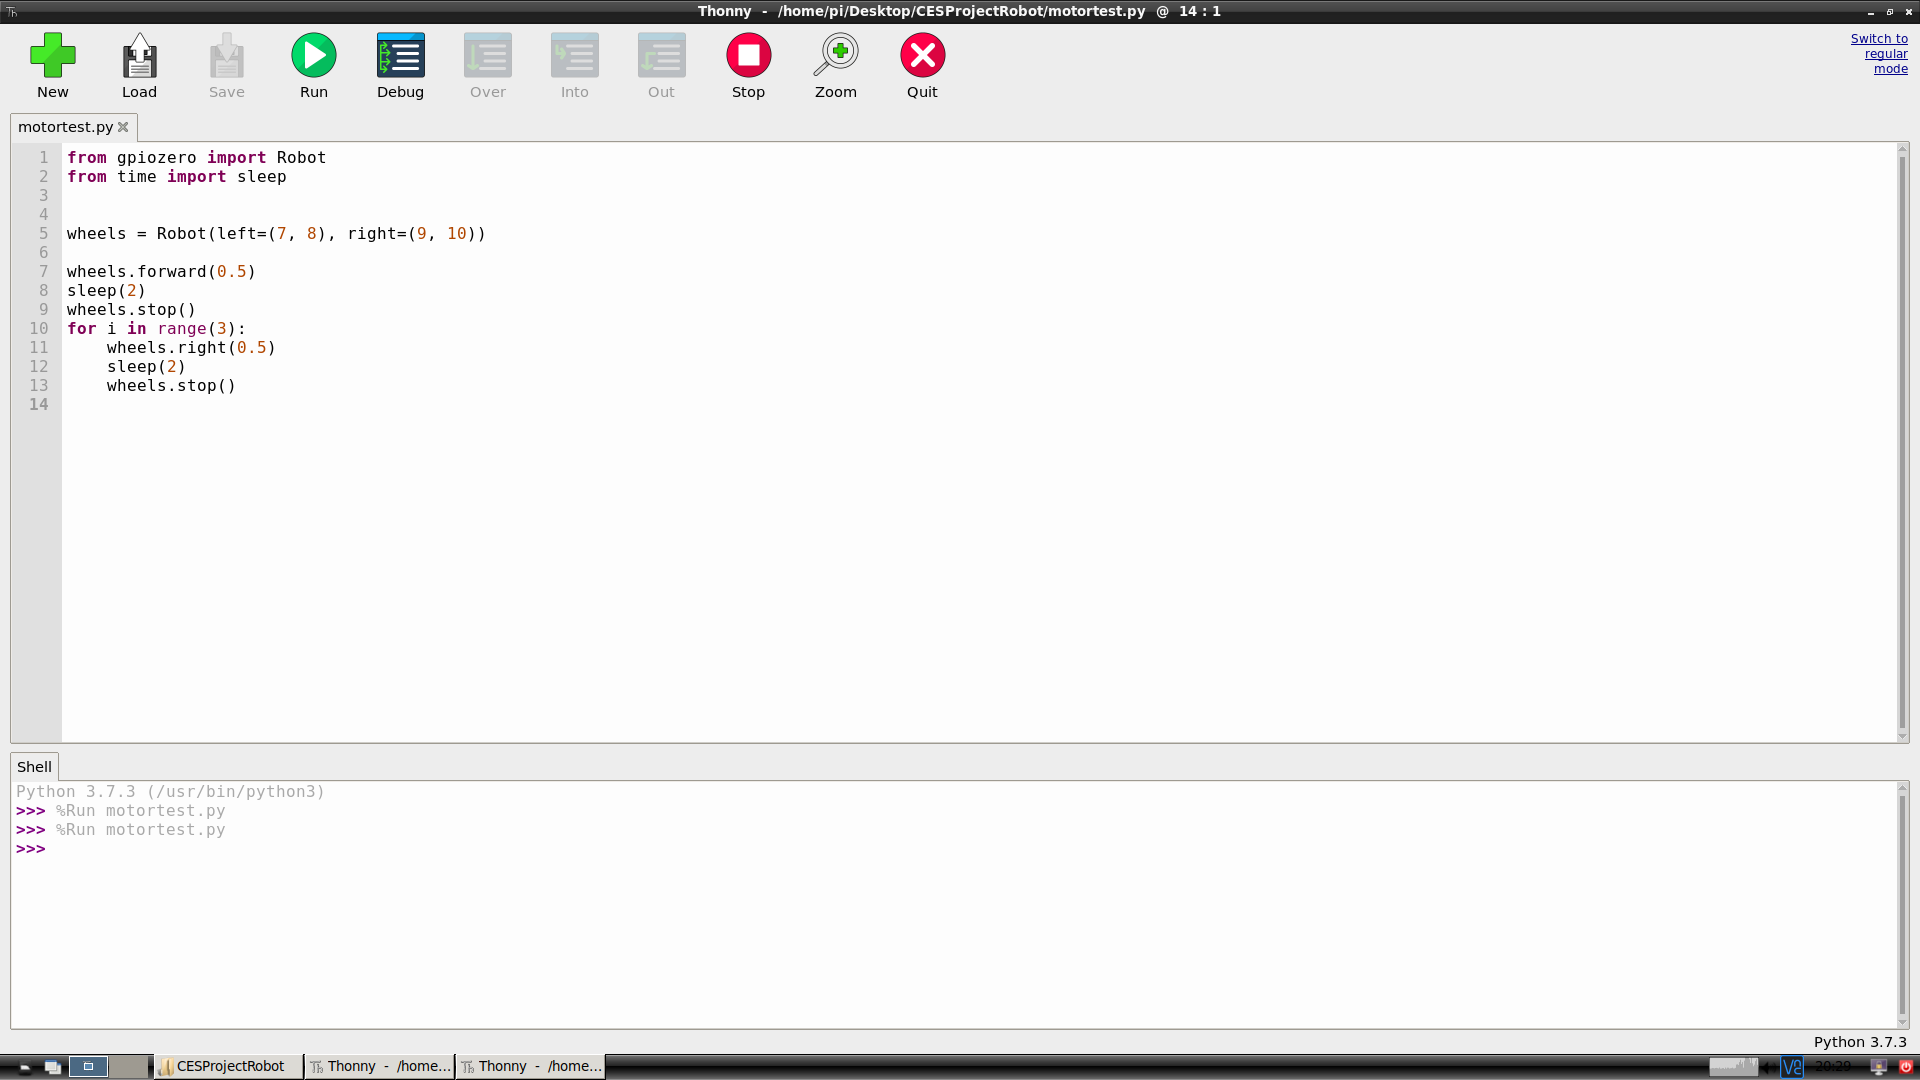 Thonny - /home/pi/Desktop/CESProjectRobot/motortest.py @ 14 : 1
New Load Save Run Debug Over Into Out Stop Zoom Quit
Switch to
regular
mode
motortest.py
1 from gpiozero import Robot
2 from time import sleep
3
4
5 wheels = Robot(left=(7, 8), right=(9, 10))
6
7 wheels.forward(0.5)
8 sleep(2)
9 wheels.stop()
10 for i in range(3):
11     wheels.right(0.5)
12     sleep(2)
13     wheels.stop()
14
Shell
Python 3.7.3 (/usr/bin/python3)
>>> %Run motortest.py
>>> %Run motortest.py
>>>
Python 3.7.3
CESProjectRobot Thonny - /home... Thonny - /home... 20:29